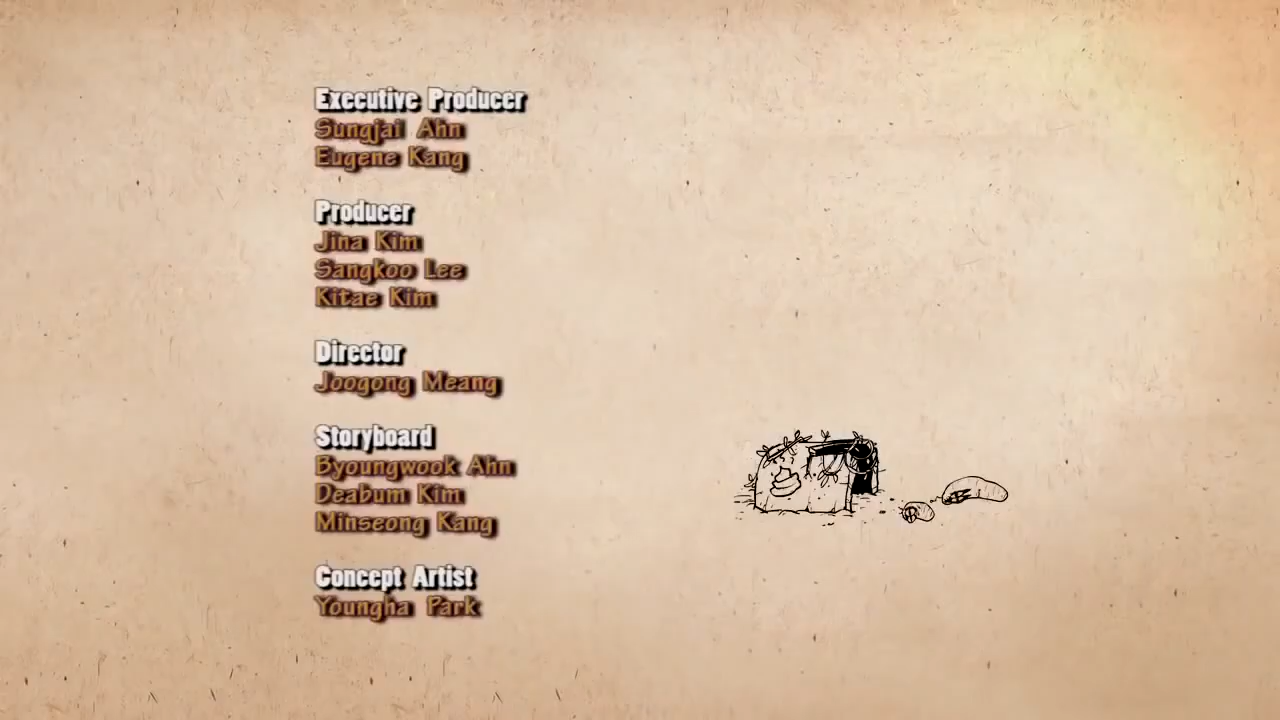 Executive Producer
Sungjai Ahn
Eugene Kang
Producer
Jina Kim
Sangkoo Lee
Kitae Kim
Director
Joogong Meang
Storyboard
Byoungwook Ahn
Deabum Kim
Minseong Kang
Concept Artist
Youngha Park